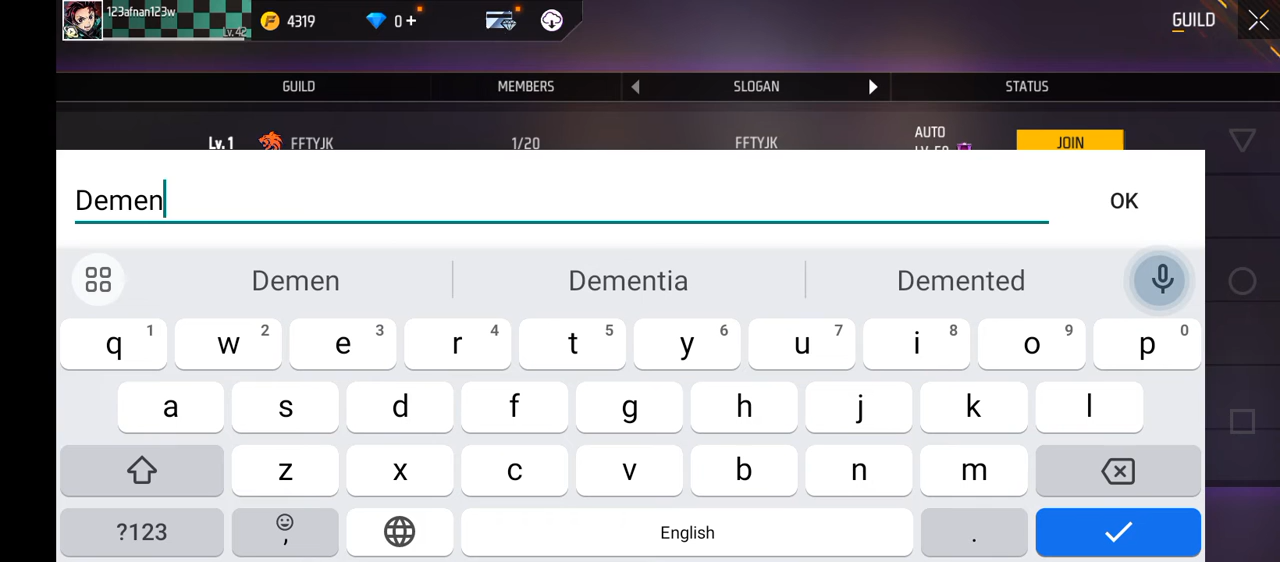 123afnan123w
Lv. 42
4319
0 +
GUILD
GUILD MEMBERS SLOGAN STATUS
Lv. 1 FFTYJK 1/20 FFTYJK AUTO JOIN
Demen OK
Demen Dementia Demented
q 1 w 2 e 3 r 4 t 5 y 6 u 7 i 8 o 9 p 0
a s d f g h j k l
z x c v b n m
?123 , English .